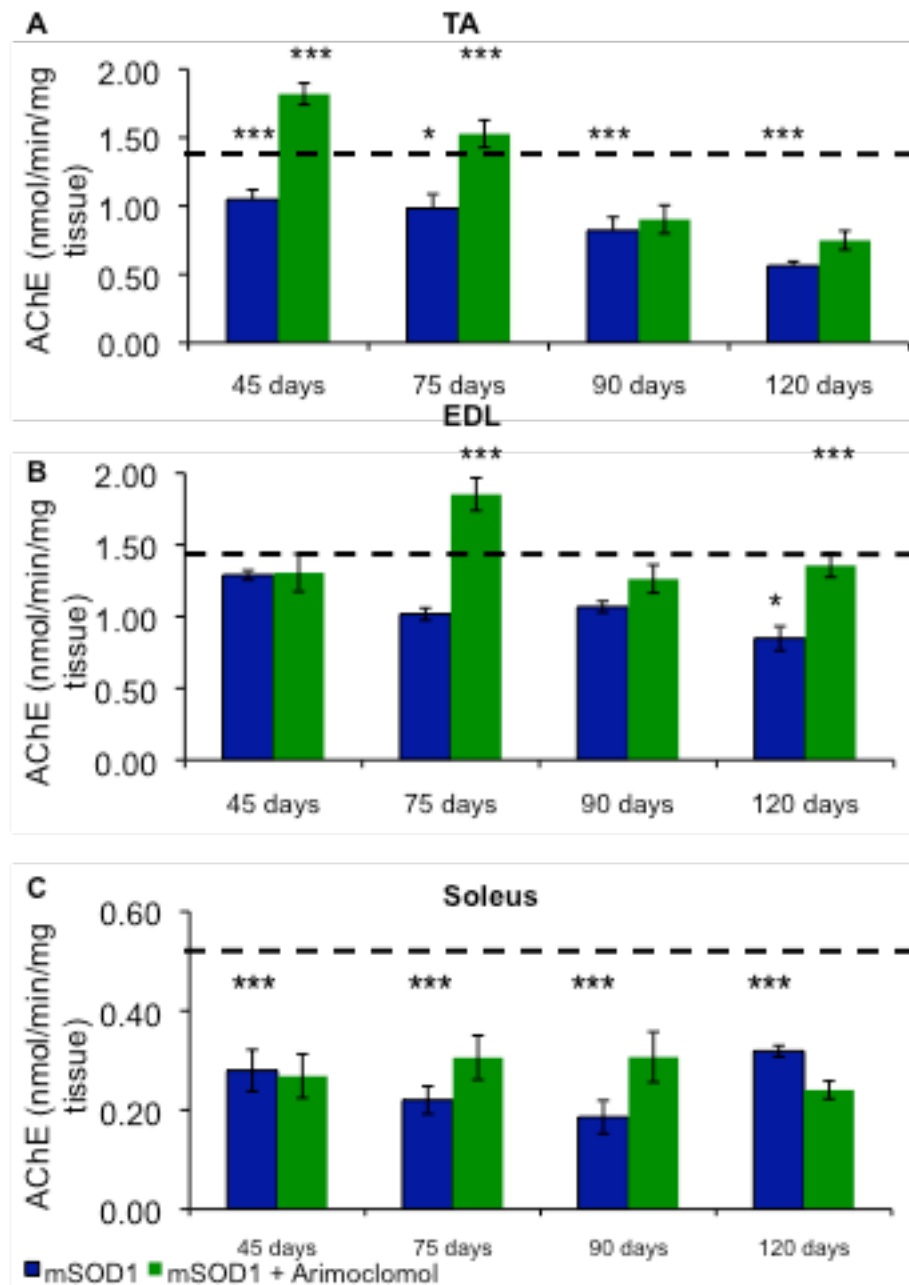 A
TA
AChE (nmol/min/mg
tissue)
2.00
1.50
1.00
0.50
0.00
***
***
***
*
***
***
45 days
75 days
90 days
120 days
EDL
B
AChE (nmol/min/mg
tissue)
2.00
1.50
1.00
0.50
0.00
***
***
*
45 days
75 days
90 days
120 days
C
Soleus
AChE (nmol/min/mg
tissue)
0.60
0.40
0.20
0.00
***
***
***
***
45 days
75 days
90 days
120 days
mSOD1
mSOD1 + Arimoclomol